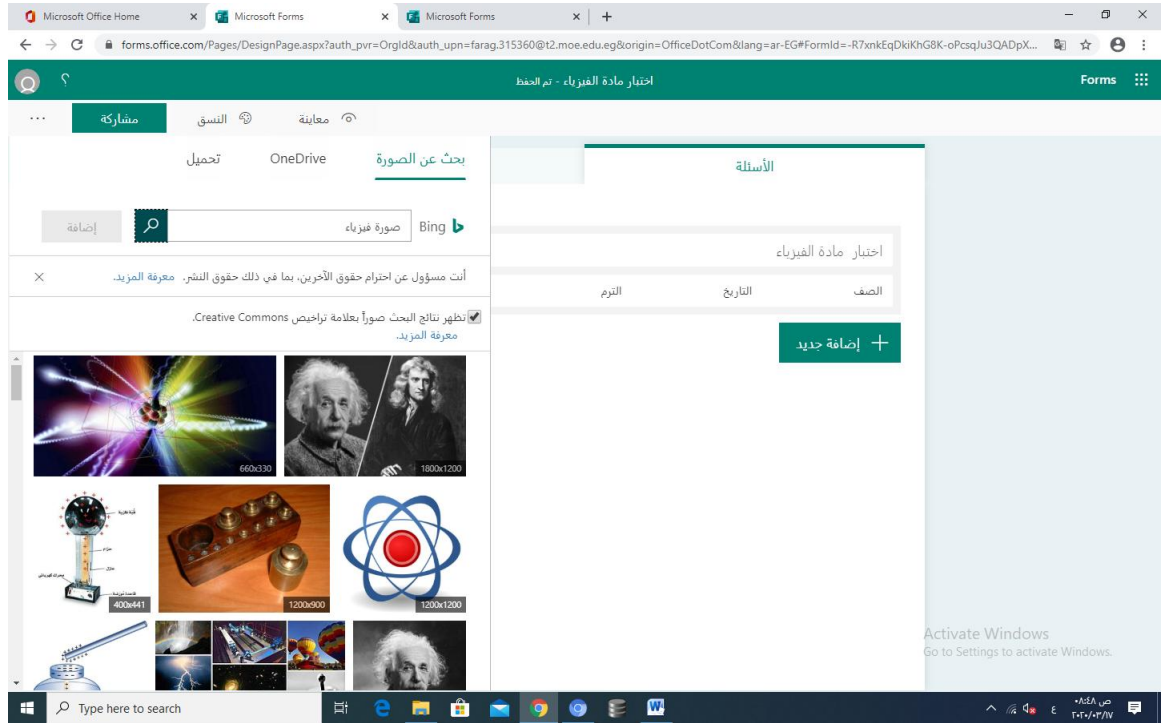 Microsoft Office Home
Microsoft Forms
Microsoft Forms
forms.office.com/Pages/DesignPage.aspx?auth_pvr=OrgId&auth_upn=farag.315360@t2.moe.edu.eg&origin=OfficeDotCom&lang=ar-EG#FormId=-R7xnkEqDkiKhG8K-oPcsqJu3QADpX...
Forms
اختبار مادة الفيزياء - تم الحفظ
؟
معاينة
النسق
مشاركة
...
الأسئلة
بحث عن الصورة
OneDrive
تحميل
Bing
صورة فيزياء
إضافة
أنت مسؤول عن احترام حقوق الآخرين، بما في ذلك حقوق النشر. معرفة المزيد.
تظهر نتائج البحث صوراً بعلامة تراخيص Creative Commons.
معرفة المزيد.
اختبار مادة الفيزياء
الصف التاريخ الترم
إضافة جديد
660x330
1800x1200
400x441
1200x900
1200x1200
Activate Windows
Go to Settings to activate Windows.
Type here to search
ع
ص ٠٨:٤٨
٢٠٢٠/٠٣/١٧